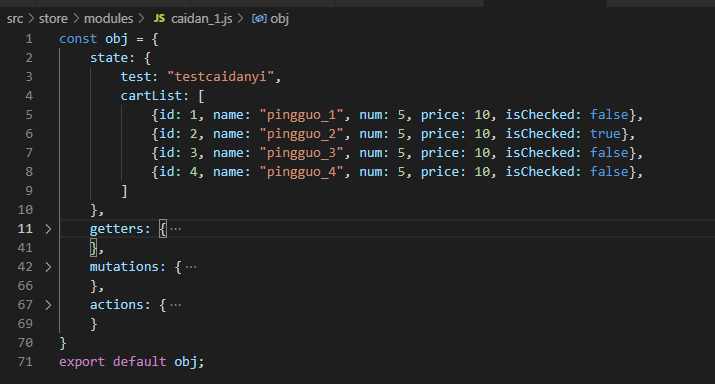 src > store > modules > JS caidan_1.js > obj
1 const obj = {
2 state: {
3 test: "testcaidanyi",
4 cartList: [
5 {id: 1, name: "pingguo_1", num: 5, price: 10, isChecked: false},
6 {id: 2, name: "pingguo_2", num: 5, price: 10, isChecked: true},
7 {id: 3, name: "pingguo_3", num: 5, price: 10, isChecked: false},
8 {id: 4, name: "pingguo_4", num: 5, price: 10, isChecked: false},
9 ]
10 },
11 > getters: { ···
41 },
42 > mutations: { ···
66 },
67 > actions: { ···
69 }
70 }
71 export default obj;